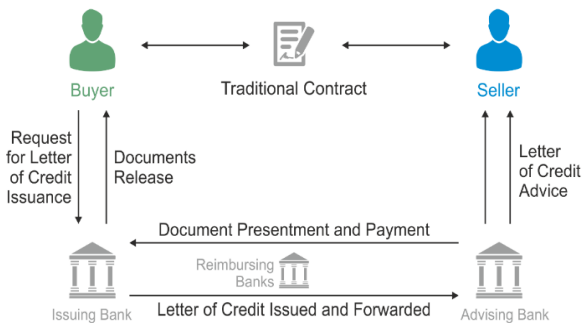 Buyer
Traditional Contract
Seller
Request
for Letter
of Credit
Issuance
Documents
Release
Letter
of Credit
Advice
Document Presentment and Payment
Reimbursing
Banks
Issuing Bank
Letter of Credit Issued and Forwarded
Advising Bank